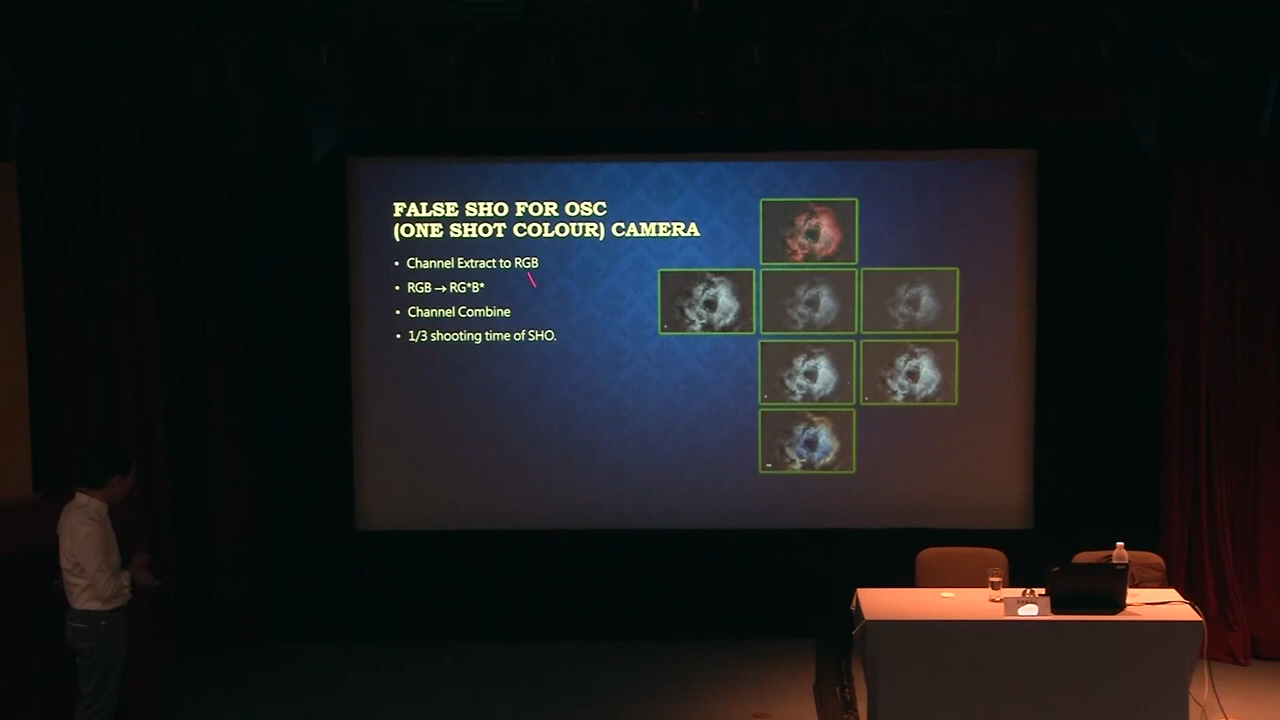 FALSE SHO FOR OSC
(ONE SHOT COLOUR) CAMERA
• Channel Extract to RGB
• RGB → RG*B*
• Channel Combine
• 1/3 shooting time of SHO.